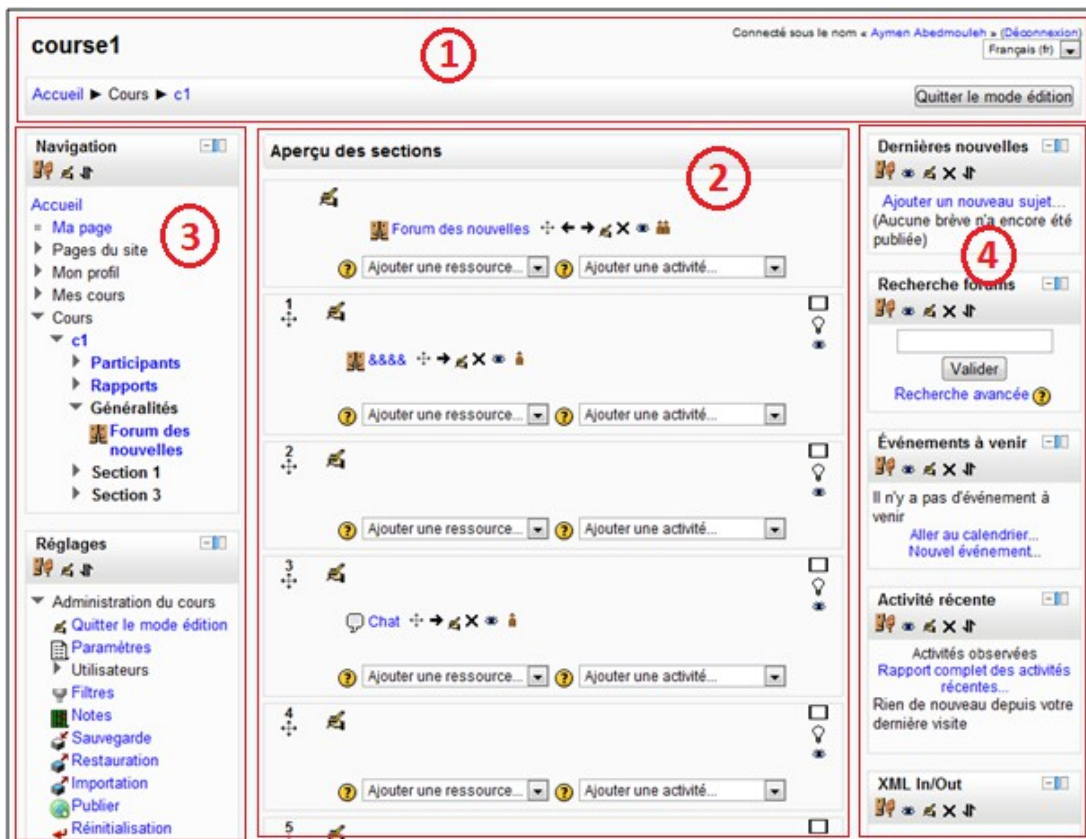 course1
Connecté sous le nom « Aymen Abedmouleh » (Déconnexion)
Français (fr)
1
Accueil ► Cours ► c1
Quitter le mode édition
Navigation
Accueil
Ma page
Pages du site
Mon profil
Mes cours
Cours
c1
Participants
Rapports
Généralités
Forum des
nouvelles
Section 1
Section 3
3
Réglages
Administration du cours
Quitter le mode édition
Paramètres
Utilisateurs
Filtres
Notes
Sauvegarde
Restauration
Importation
Publier
Réinitialisation
Aperçu des sections
2
Forum des nouvelles
? Ajouter une ressource... ? Ajouter une activité...
1
&&&&
? Ajouter une ressource... ? Ajouter une activité...
2
? Ajouter une ressource... ? Ajouter une activité...
3
Chat
? Ajouter une ressource... ? Ajouter une activité...
4
? Ajouter une ressource... ? Ajouter une activité...
5
Dernières nouvelles
Ajouter un nouveau sujet...
(Aucune brève n'a encore été
publiée)
4
Recherche forums
Valider
Recherche avancée ?
Événements à venir
Il n'y a pas d'événement à
venir
Aller au calendrier...
Nouvel événement...
Activité récente
Activités observées
Rapport complet des activités
récentes...
Rien de nouveau depuis votre
dernière visite
XML In/Out